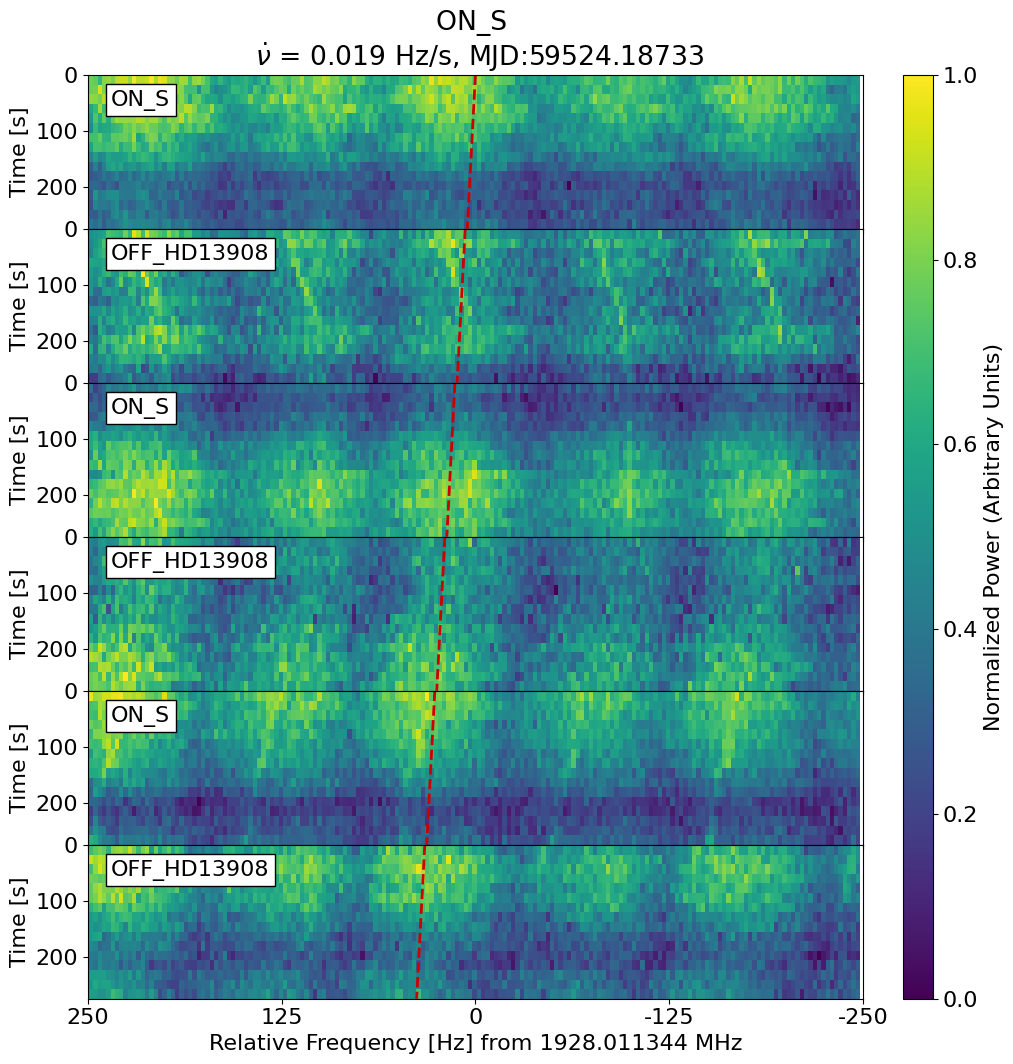 ON_S
ν̇ = 0.019 Hz/s, MJD:59524.18733
0
ON_S
100
200
Time [s]
0
OFF_HD13908
100
200
Time [s]
0
ON_S
100
200
Time [s]
0
OFF_HD13908
100
200
Time [s]
0
ON_S
100
200
Time [s]
0
OFF_HD13908
100
200
Time [s]
250
125
0
-125
-250
Relative Frequency [Hz] from 1928.011344 MHz
1.0
0.8
0.6
0.4
0.2
0.0
Normalized Power (Arbitrary Units)